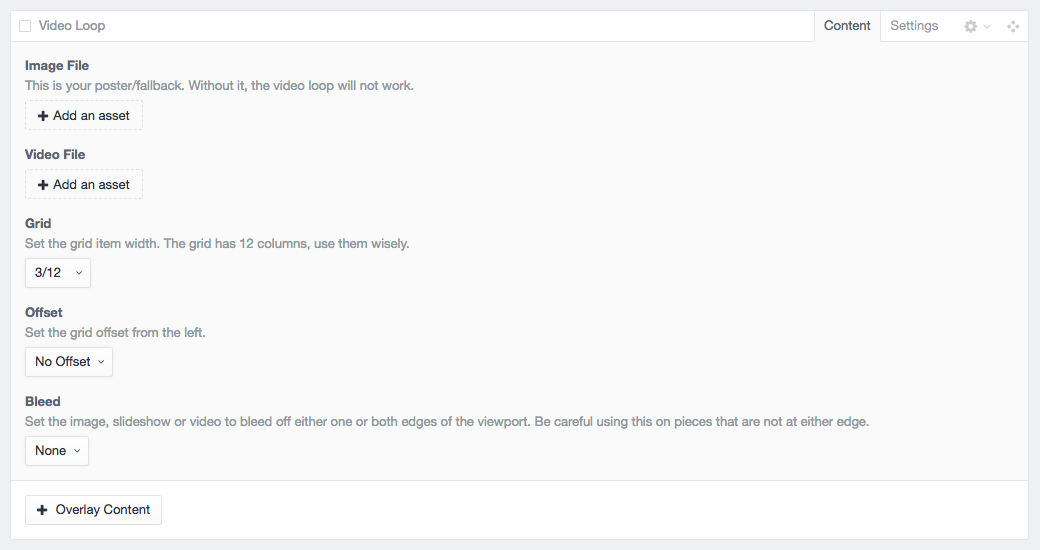 Video Loop
Content
Settings
Image File
This is your poster/fallback. Without it, the video loop will not work.
Add an asset
Video File
Add an asset
Grid
Set the grid item width. The grid has 12 columns, use them wisely.
3/12
Offset
Set the grid offset from the left.
No Offset
Bleed
Set the image, slideshow or video to bleed off either one or both edges of the viewport. Be careful using this on pieces that are not at either edge.
None
Overlay Content